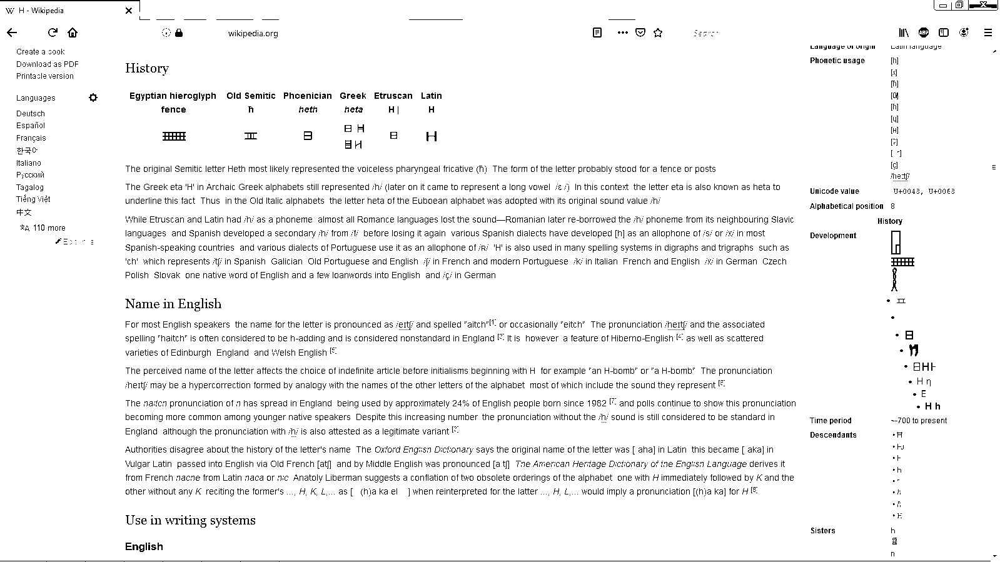 H - Wikipedia
wikipedia.org
Search
Download as PDF
Printable version
Languages
Deutsch
Español
Français
Italiano
Русский
Tagalog
Tiếng Việt
中文
110 more
History
Egyptian hieroglyph Old Semitic Phoenician Greek Etruscan Latin
fence ħ heth heta H | H
The original Semitic letter Heth most likely represented the voiceless pharyngeal fricative (ħ) The form of the letter probably stood for a fence or posts
The Greek eta 'H' in Archaic Greek alphabets still represented /h/ (later on it came to represent a long vowel /ɛ /) In this context the letter eta is also known as heta to
underline this fact Thus in the Old Italic alphabets the letter heta of the Euboean alphabet was adopted with its original sound value /h/
While Etruscan and Latin had /h/ as a phoneme almost all Romance languages lost the sound—Romanian later re-borrowed the /h/ phoneme from its neighbouring Slavic
languages and Spanish developed a secondary /h/ from /f/ before losing it again various Spanish dialects have developed [h] as an allophone of /s/ or /x/ in most
Spanish-speaking countries and various dialects of Portuguese use it as an allophone of /ʀ/ 'H' is also used in many spelling systems in digraphs and trigraphs such as
'ch' which represents /tʃ/ in Spanish Galician Old Portuguese and English /ʃ/ in French and modern Portuguese /k/ in Italian French and English /x/ in German Czech
Polish Slovak one native word of English and a few loanwords into English and /ç/ in German
Name in English
For most English speakers the name for the letter is pronounced as /eɪtʃ/ and spelled "aitch"[1] or occasionally "eitch" The pronunciation /heɪtʃ/ and the associated
spelling "haitch" is often considered to be h-adding and is considered nonstandard in England [3] It is however a feature of Hiberno-English [4] as well as scattered
varieties of Edinburgh England and Welsh English [5]
The perceived name of the letter affects the choice of indefinite article before initialisms beginning with H for example "an H-bomb" or "a H-bomb" The pronunciation
/heɪtʃ/ may be a hypercorrection formed by analogy with the names of the other letters of the alphabet most of which include the sound they represent
The haitch pronunciation of h has spread in England being used by approximately 24% of English people born since 1982 [7] and polls continue to show this pronunciation
becoming more common among younger native speakers Despite this increasing number the pronunciation without the /h/ sound is still considered to be standard in
England although the pronunciation with /h/ is also attested as a legitimate variant
Authorities disagree about the history of the letter's name The Oxford English Dictionary says the original name of the letter was [ aha] in Latin this became [ aka] in
Vulgar Latin passed into English via Old French [atʃ] and by Middle English was pronounced [a tʃ] The American Heritage Dictionary of the English Language derives it
from French hache from Latin haca or hic Anatoly Liberman suggests a conflation of two obsolete orderings of the alphabet one with H immediately followed by K and the
other without any K reciting the former's ..., H, K, L,... as [ (h)a ka el ] when reinterpreted for the latter ..., H, L,... would imply a pronunciation [(h)a ka] for H [8]
Use in writing systems
English
Language of origin Latin language
Phonetic usage [h]
[x]
[ħ]
[h]
[ɥ]
[ʜ]
[ʔ]
[ç]
/heɪtʃ/
Unicode value U+0048, U+0068
Alphabetical position 8
History
Development
H η
H h
Time period ~-700 to present
Descendants
Ħ
Sisters